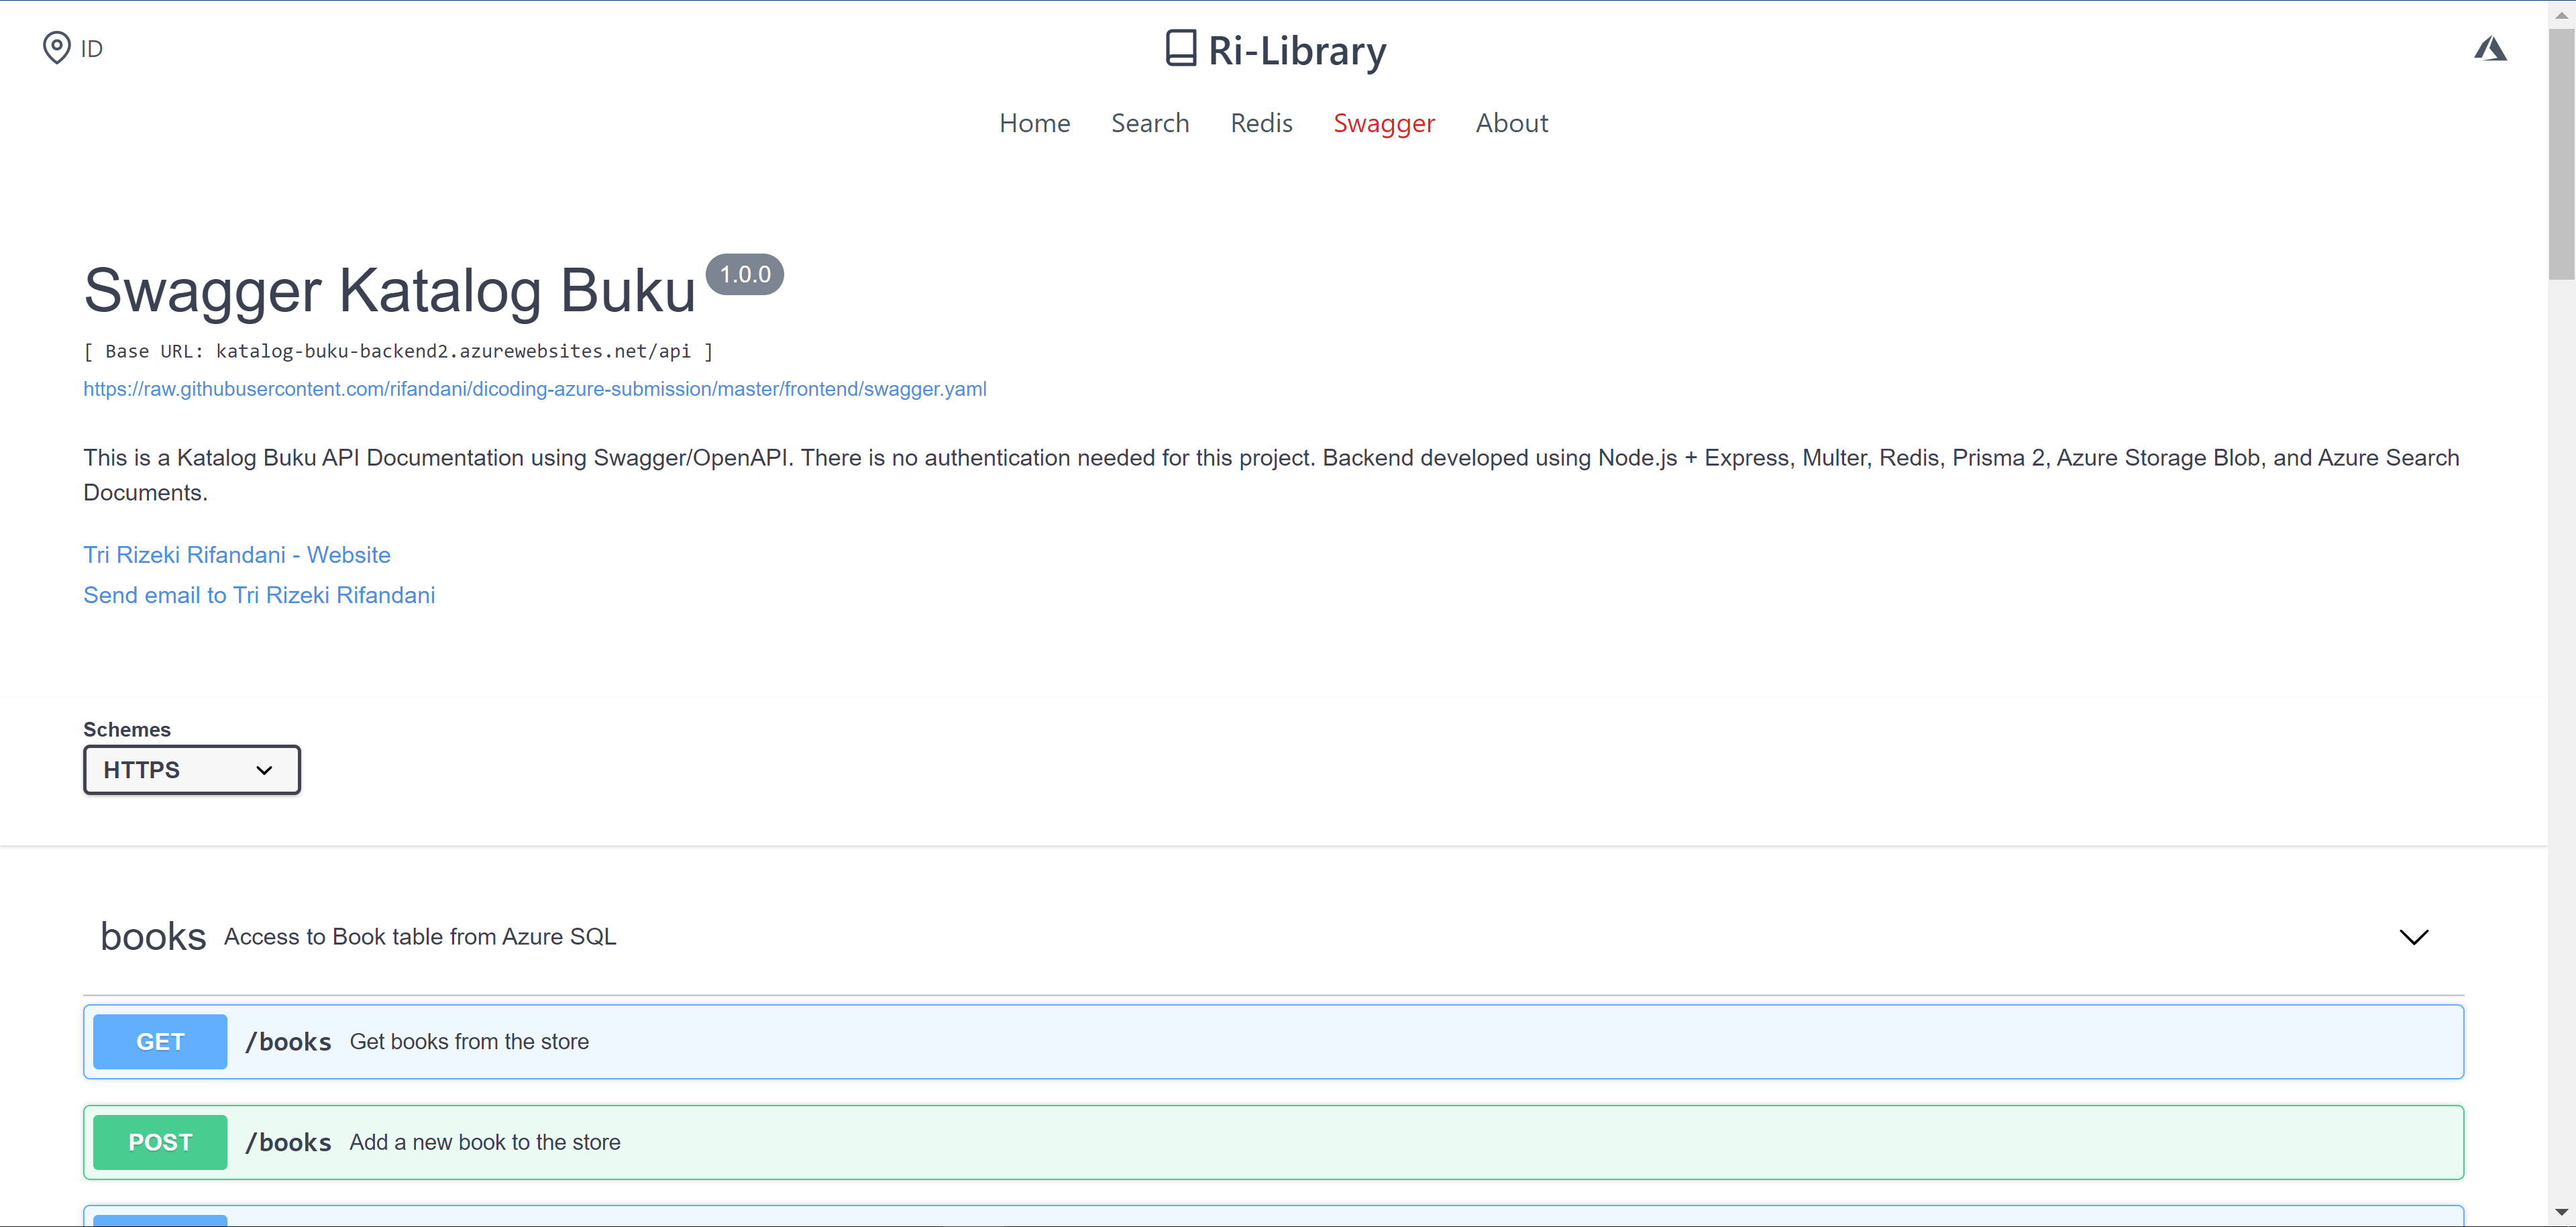 ID
Ri-Library
Home Search Redis Swagger About
Swagger Katalog Buku 1.0.0
[ Base URL: katalog-buku-backend2.azurewebsites.net/api ]
https://raw.githubusercontent.com/rifandani/dicoding-azure-submission/master/frontend/swagger.yaml
This is a Katalog Buku API Documentation using Swagger/OpenAPI. There is no authentication needed for this project. Backend developed using Node.js + Express, Multer, Redis, Prisma 2, Azure Storage Blob, and Azure Search
Documents.
Tri Rizeki Rifandani - Website
Send email to Tri Rizeki Rifandani
Schemes
HTTPS
books Access to Book table from Azure SQL
GET /books Get books from the store
POST /books Add a new book to the store